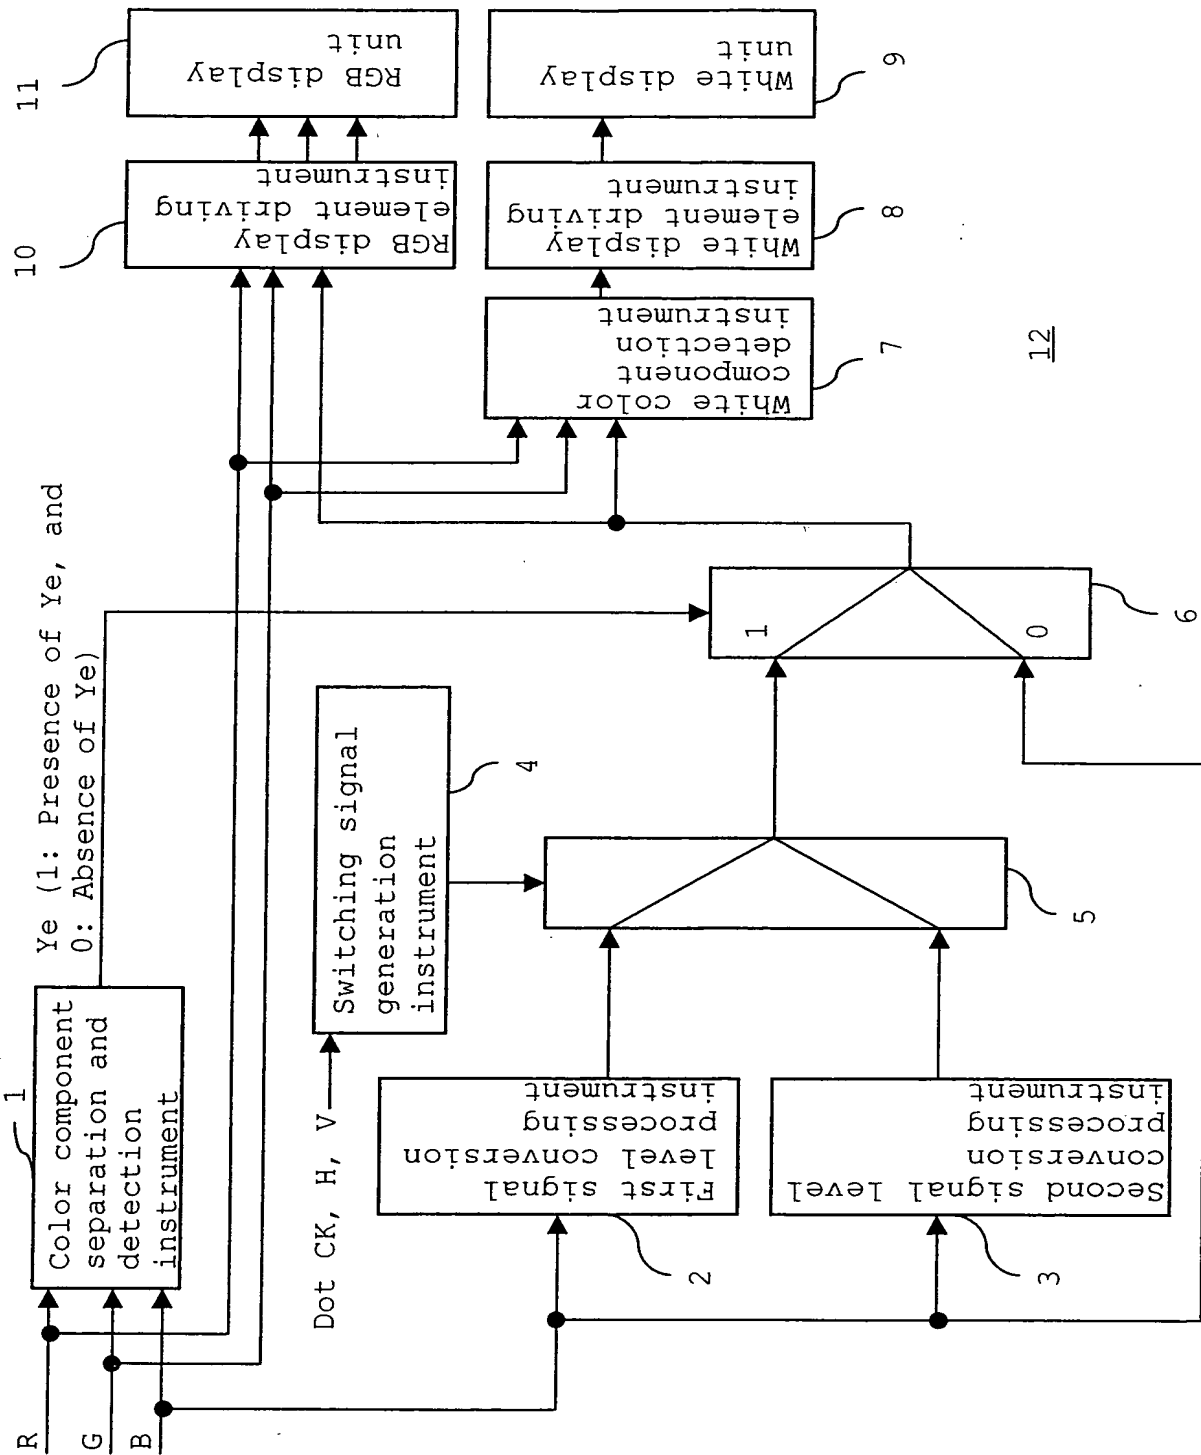 R
G
B
1
Color component
separation and
detection
instrument
Ye (1: Presence of Ye, and
0: Absence of Ye)
Dot CK, H, V
Switching signal
generation
instrument
4
First signal
level conversion
processing
instrument
2
Second signal level
conversion
processing
instrument
3
5
1
0
6
White color
component
detection
instrument
7
RGB display
element driving
instrument
10
White display
element driving
instrument
8
RGB display
unit
11
White display
unit
9
12